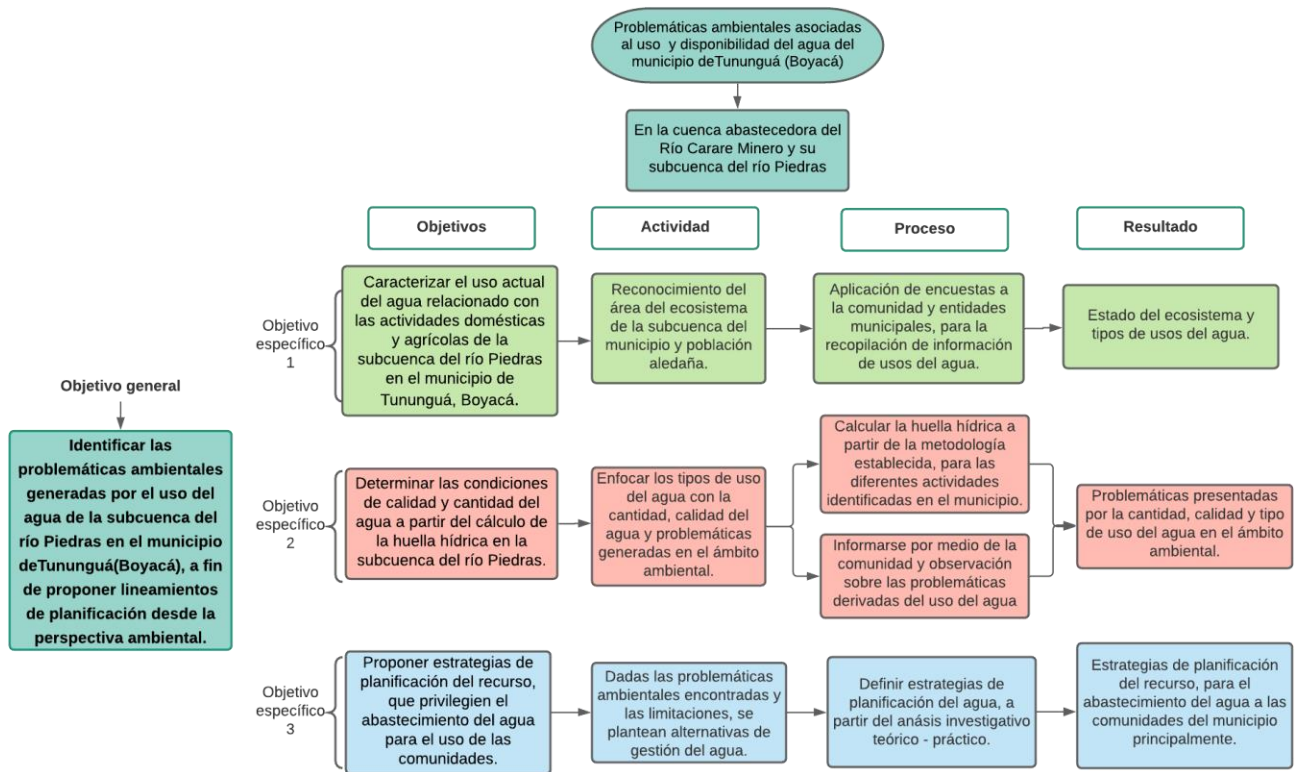 Problemáticas ambientales asociadas
al uso y disponibilidad del agua del
municipio deTununguá (Boyacá)
En la cuenca abastecedora del
Río Carare Minero y su
subcuenca del río Piedras
Objetivos
Actividad
Proceso
Resultado
Objetivo general
Identificar las
problemáticas ambientales
generadas por el uso del
agua de la subcuenca del
río Piedras en el municipio
deTununguá(Boyacá), a fin
de proponer lineamientos
de planificación desde la
perspectiva ambiental.
Objetivo
específico
1
Caracterizar el uso actual
del agua relacionado con
las actividades domésticas
y agrícolas de la
subcuenca del río Piedras
en el municipio de
Tununguá, Boyacá.
Reconocimiento del
área del ecosistema
de la subcuenca del
municipio y población
aledaña.
Aplicación de encuestas a
la comunidad y entidades
municipales, para la
recopilación de información
de usos del agua.
Estado del ecosistema y
tipos de usos del agua.
Objetivo
específico
2
Determinar las condiciones
de calidad y cantidad del
agua a partir del cálculo de
la huella hídrica en la
subcuenca del río Piedras.
Enfocar los tipos de uso
del agua con la
cantidad, calidad del
agua y problemáticas
generadas en el ámbito
ambiental.
Calcular la huella hídrica a
partir de la metodología
establecida, para las
diferentes actividades
identificadas en el municipio.
Informarse por medio de la
comunidad y observación
sobre las problemáticas
derivadas del uso del agua
Problemáticas presentadas
por la cantidad, calidad y tipo
de uso del agua en el ámbito
ambiental.
Objetivo
específico
3
Proponer estrategias de
planificación del recurso,
que privilegien el
abastecimiento del agua
para el uso de las
comunidades.
Dadas las problemáticas
ambientales encontradas y
las limitaciones, se
plantean alternativas de
gestión del agua.
Definir estrategias de
planificación del agua, a
partir del anásis investigativo
teórico - práctico.
Estrategias de planificación
del recurso, para el
abastecimiento del agua a las
comunidades del municipio
principalmente.